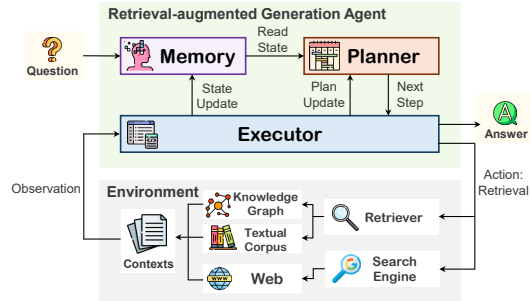 Retrieval-augmented Generation Agent
Question
Memory
Read
State
Planner
State
Update
Plan
Update
Next
Step
Executor
A
Answer
Observation
Action:
Retrieval
Environment
Knowledge
Graph
Textual
Corpus
Retriever
Contexts
WWW
Web
Search
Engine